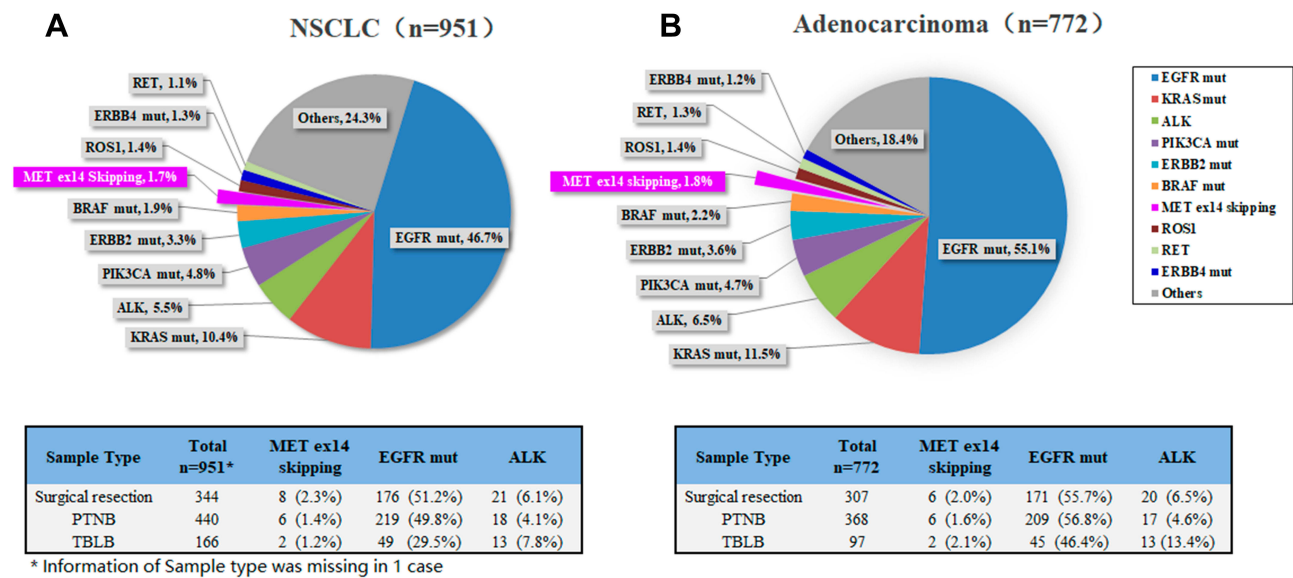 A
NSCLC（n=951）
RET, 1.1%
ERBB4 mut, 1.3%
ROS1, 1.4%
MET ex14 Skipping, 1.7%
BRAF mut, 1.9%
ERBB2 mut, 3.3%
PIK3CA mut, 4.8%
ALK, 5.5%
KRAS mut, 10.4%
Others, 24.3%
EGFR mut, 46.7%
B
Adenocarcinoma（n=772）
ERBB4 mut, 1.2%
RET, 1.3%
ROS1, 1.4%
MET ex14 skipping, 1.8%
BRAF mut, 2.2%
ERBB2 mut, 3.6%
PIK3CA mut, 4.7%
ALK, 6.5%
KRAS mut, 11.5%
Others, 18.4%
EGFR mut, 55.1%
EGFR mut
KRAS mut
ALK
PIK3CA mut
ERBB2 mut
BRAF mut
MET ex14 skipping
ROS1
RET
ERBB4 mut
Others
Sample Type Total n=951* MET ex14 skipping EGFR mut ALK
Surgical resection 344 8 (2.3%) 176 (51.2%) 21 (6.1%)
PTNB 440 6 (1.4%) 219 (49.8%) 18 (4.1%)
TBLB 166 2 (1.2%) 49 (29.5%) 13 (7.8%)
* Information of Sample type was missing in 1 case
Sample Type Total n=772 MET ex14 skipping EGFR mut ALK
Surgical resection 307 6 (2.0%) 171 (55.7%) 20 (6.5%)
PTNB 368 6 (1.6%) 209 (56.8%) 17 (4.6%)
TBLB 97 2 (2.1%) 45 (46.4%) 13 (13.4%)